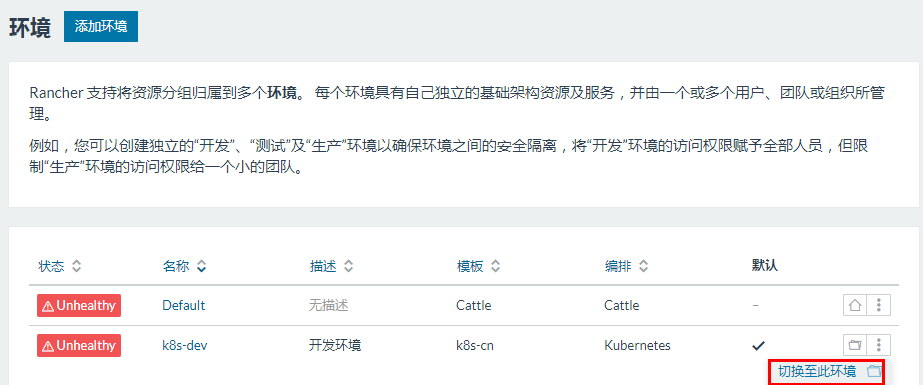 环境 添加环境
Rancher 支持将资源分组归属到多个环境。 每个环境具有自己独立的基础架构资源及服务，并由一个或多个用户、团队或组织所管
理。
例如，您可以创建独立的“开发”、“测试”及“生产”环境以确保环境之间的安全隔离，将“开发”环境的访问权限赋予全部人员，但限
制“生产”环境的访问权限给一个小的团队。
状态 名称 描述 模板 编排 默认
Unhealthy Default 无描述 Cattle Cattle –
Unhealthy k8s-dev 开发环境 k8s-cn Kubernetes
切换至此环境